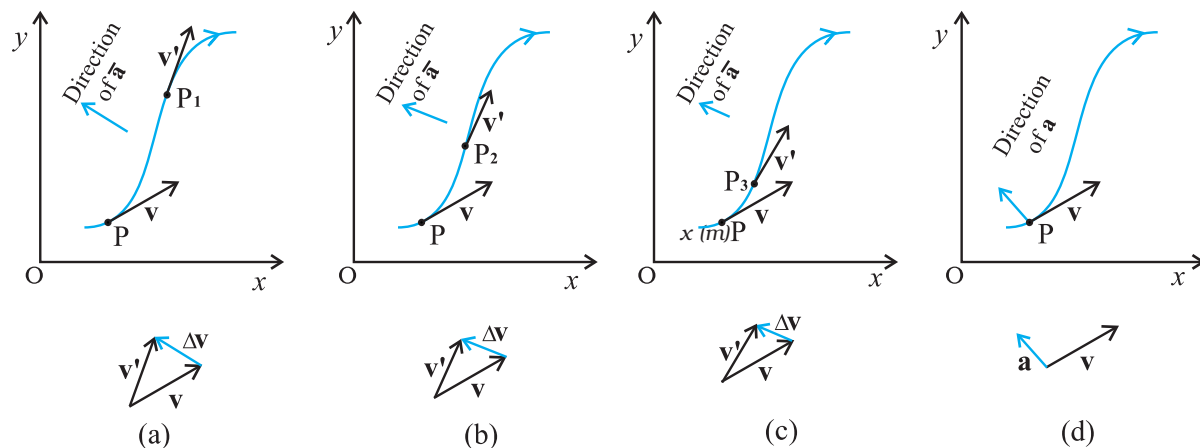 y
v'
Direction
of a̅
P1
v
P
O
x
v'
Δv
v
(a)
y
Direction
of a̅
v'
P2
v
P
O
x
v'
Δv
v
(b)
y
Direction
of a̅
v'
P3
v
x (m)P
O
x
v'
Δv
v
(c)
y
Direction
of a
v
P
O
x
a
v
(d)